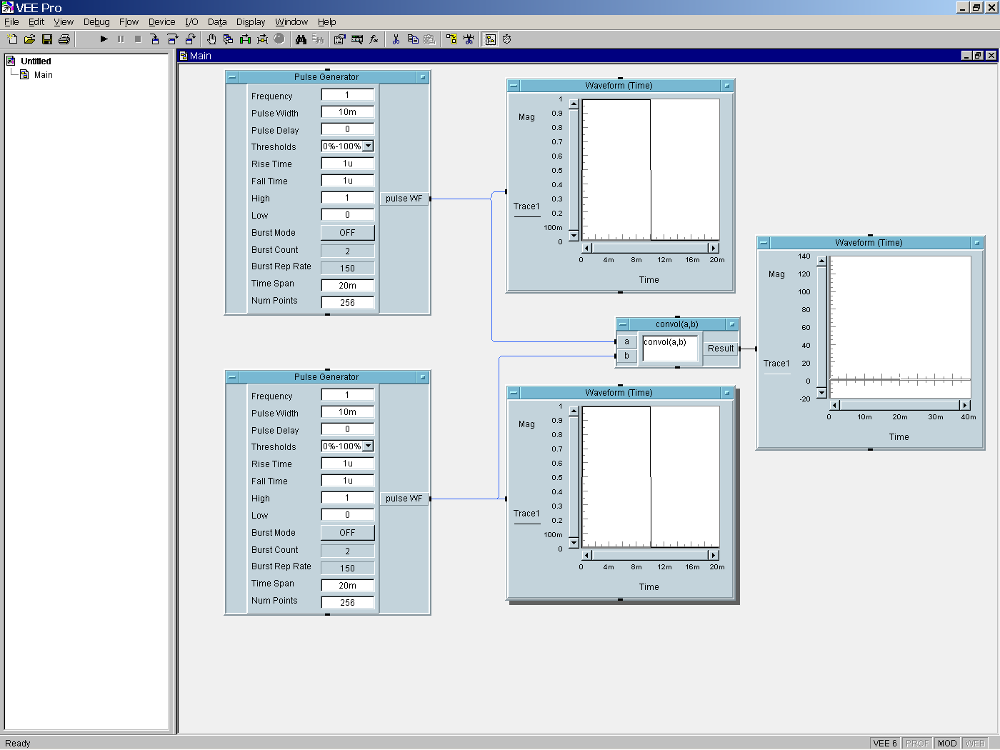 VEE Pro
File Edit View Debug Flow Device I/O Data Display Window Help
Untitled
Main
Main
Pulse Generator
Frequency 1
Pulse Width 10m
Pulse Delay 0
Thresholds 0%-100%
Rise Time 1u
Fall Time 1u
High 1
Low 0
Burst Mode OFF
Burst Count 2
Burst Rep Rate 150
Time Span 20m
Num Points 256
pulse WF
Waveform (Time)
Mag
Trace1
1
0.9
0.8
0.7
0.6
0.5
0.4
0.3
0.2
100m
0
0 4m 8m 12m 16m 20m
Time
convol(a,b)
a
b
convol(a,b)
Result
Waveform (Time)
Mag
Trace1
140
120
100
80
60
40
20
0
-20
0 10m 20m 30m 40m
Time
Pulse Generator
Frequency 1
Pulse Width 10m
Pulse Delay 0
Thresholds 0%-100%
Rise Time 1u
Fall Time 1u
High 1
Low 0
Burst Mode OFF
Burst Count 2
Burst Rep Rate 150
Time Span 20m
Num Points 256
pulse WF
Waveform (Time)
Mag
Trace1
1
0.9
0.8
0.7
0.6
0.5
0.4
0.3
0.2
100m
0
0 4m 8m 12m 16m 20m
Time
Ready
VEE 6 PROF MOD WEB